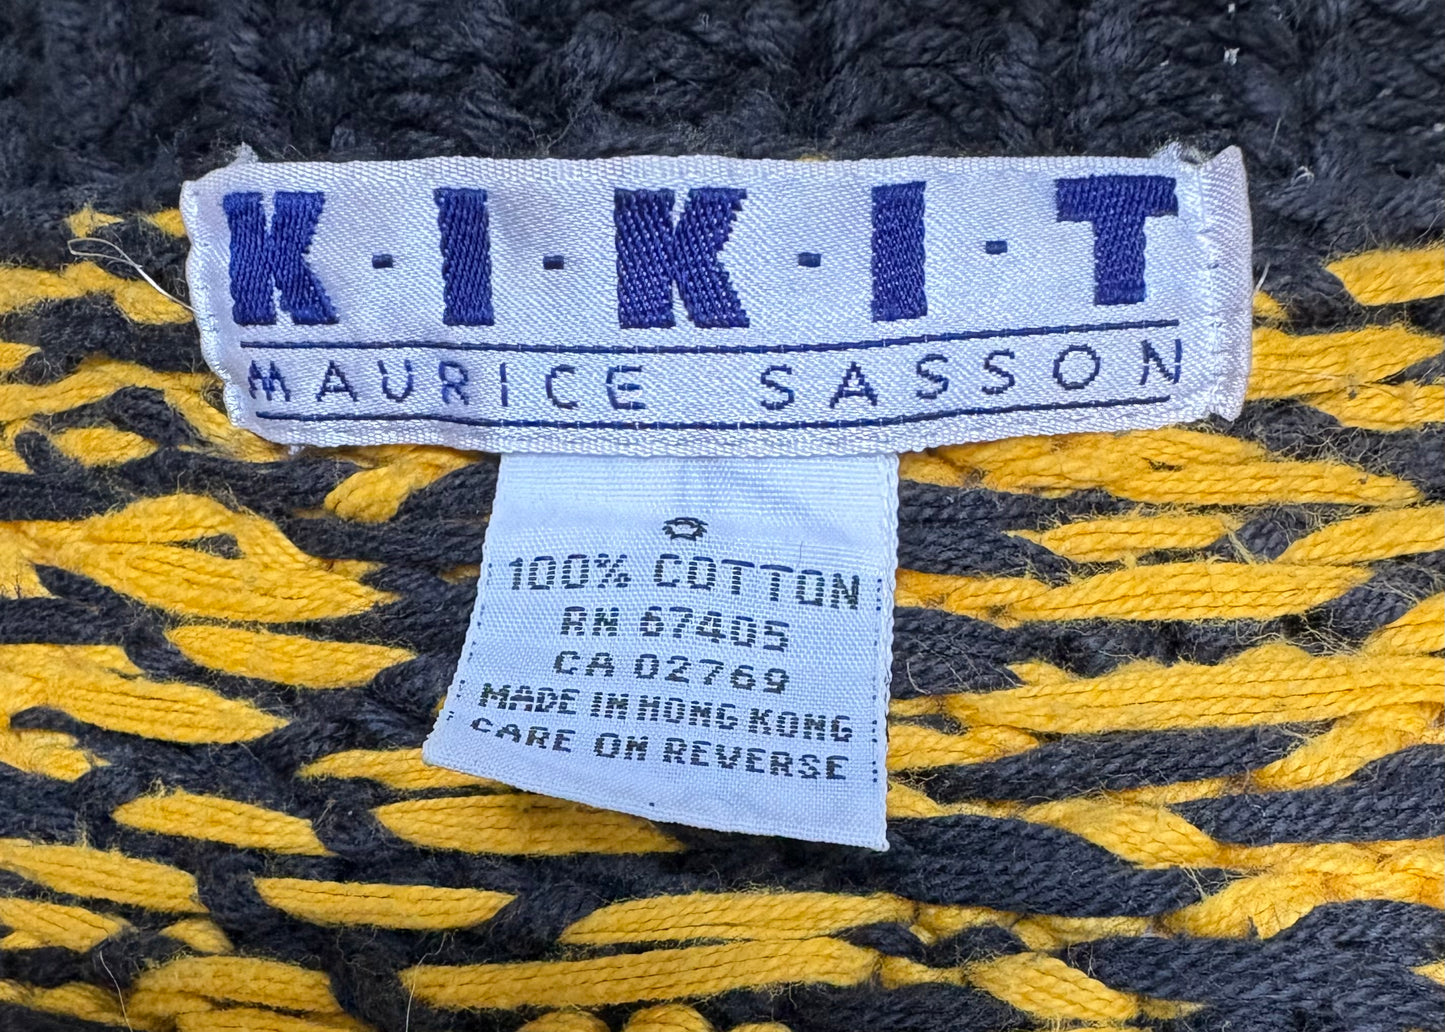 K·I·K·I·T
MAURICE SASSON
100% COTTON
RN 67405
CA 02769
MADE IN HONG KONG
CARE ON REVERSE